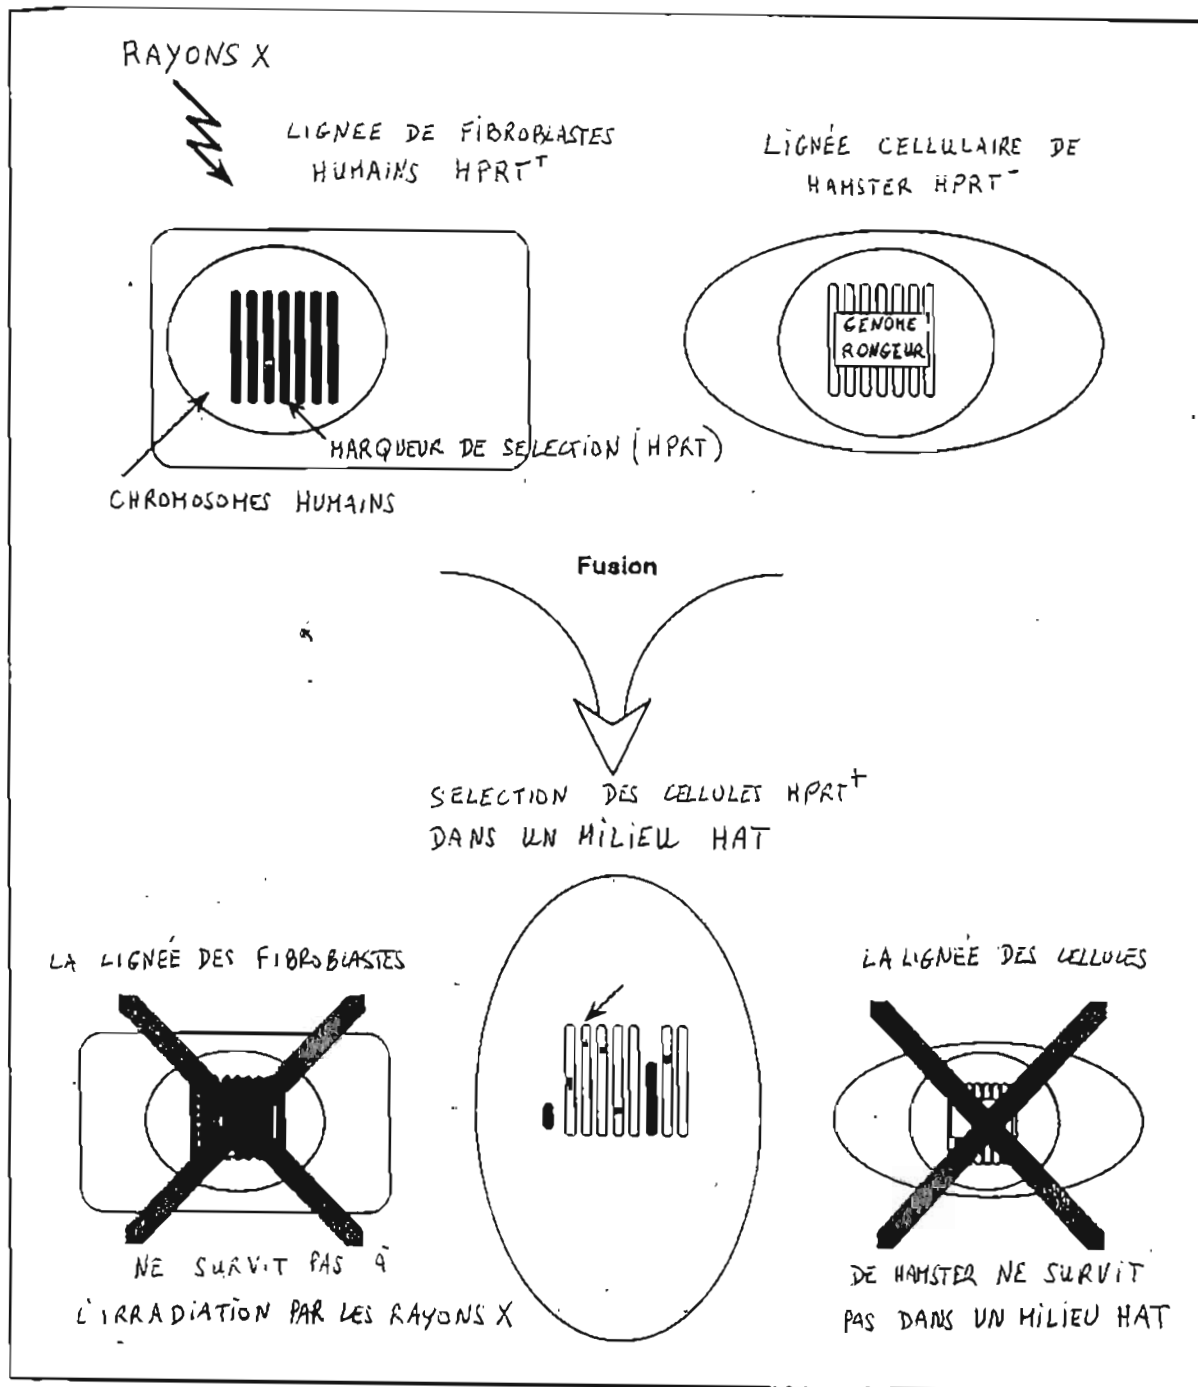 RAYONS X
LIGNEE DE FIBROBLASTES
HUMAINS HPRT+
LIGNÉE CELLULAIRE DE
HAMSTER HPRT-
GENOME
RONGEUR
MARQUEUR DE SELECTION (HPRT)
CHROMOSOMES HUMAINS
Fusion
SELECTION DES CELLULES HPRT+
DANS UN MILIEU HAT
LA LIGNÉE DES FIBROBLASTES
NE SURVIT PAS À
L'IRRADIATION PAR LES RAYONS X
LA LIGNÉE DES CELLULES
DE HAMSTER NE SURVIT
PAS DANS UN MILIEU HAT